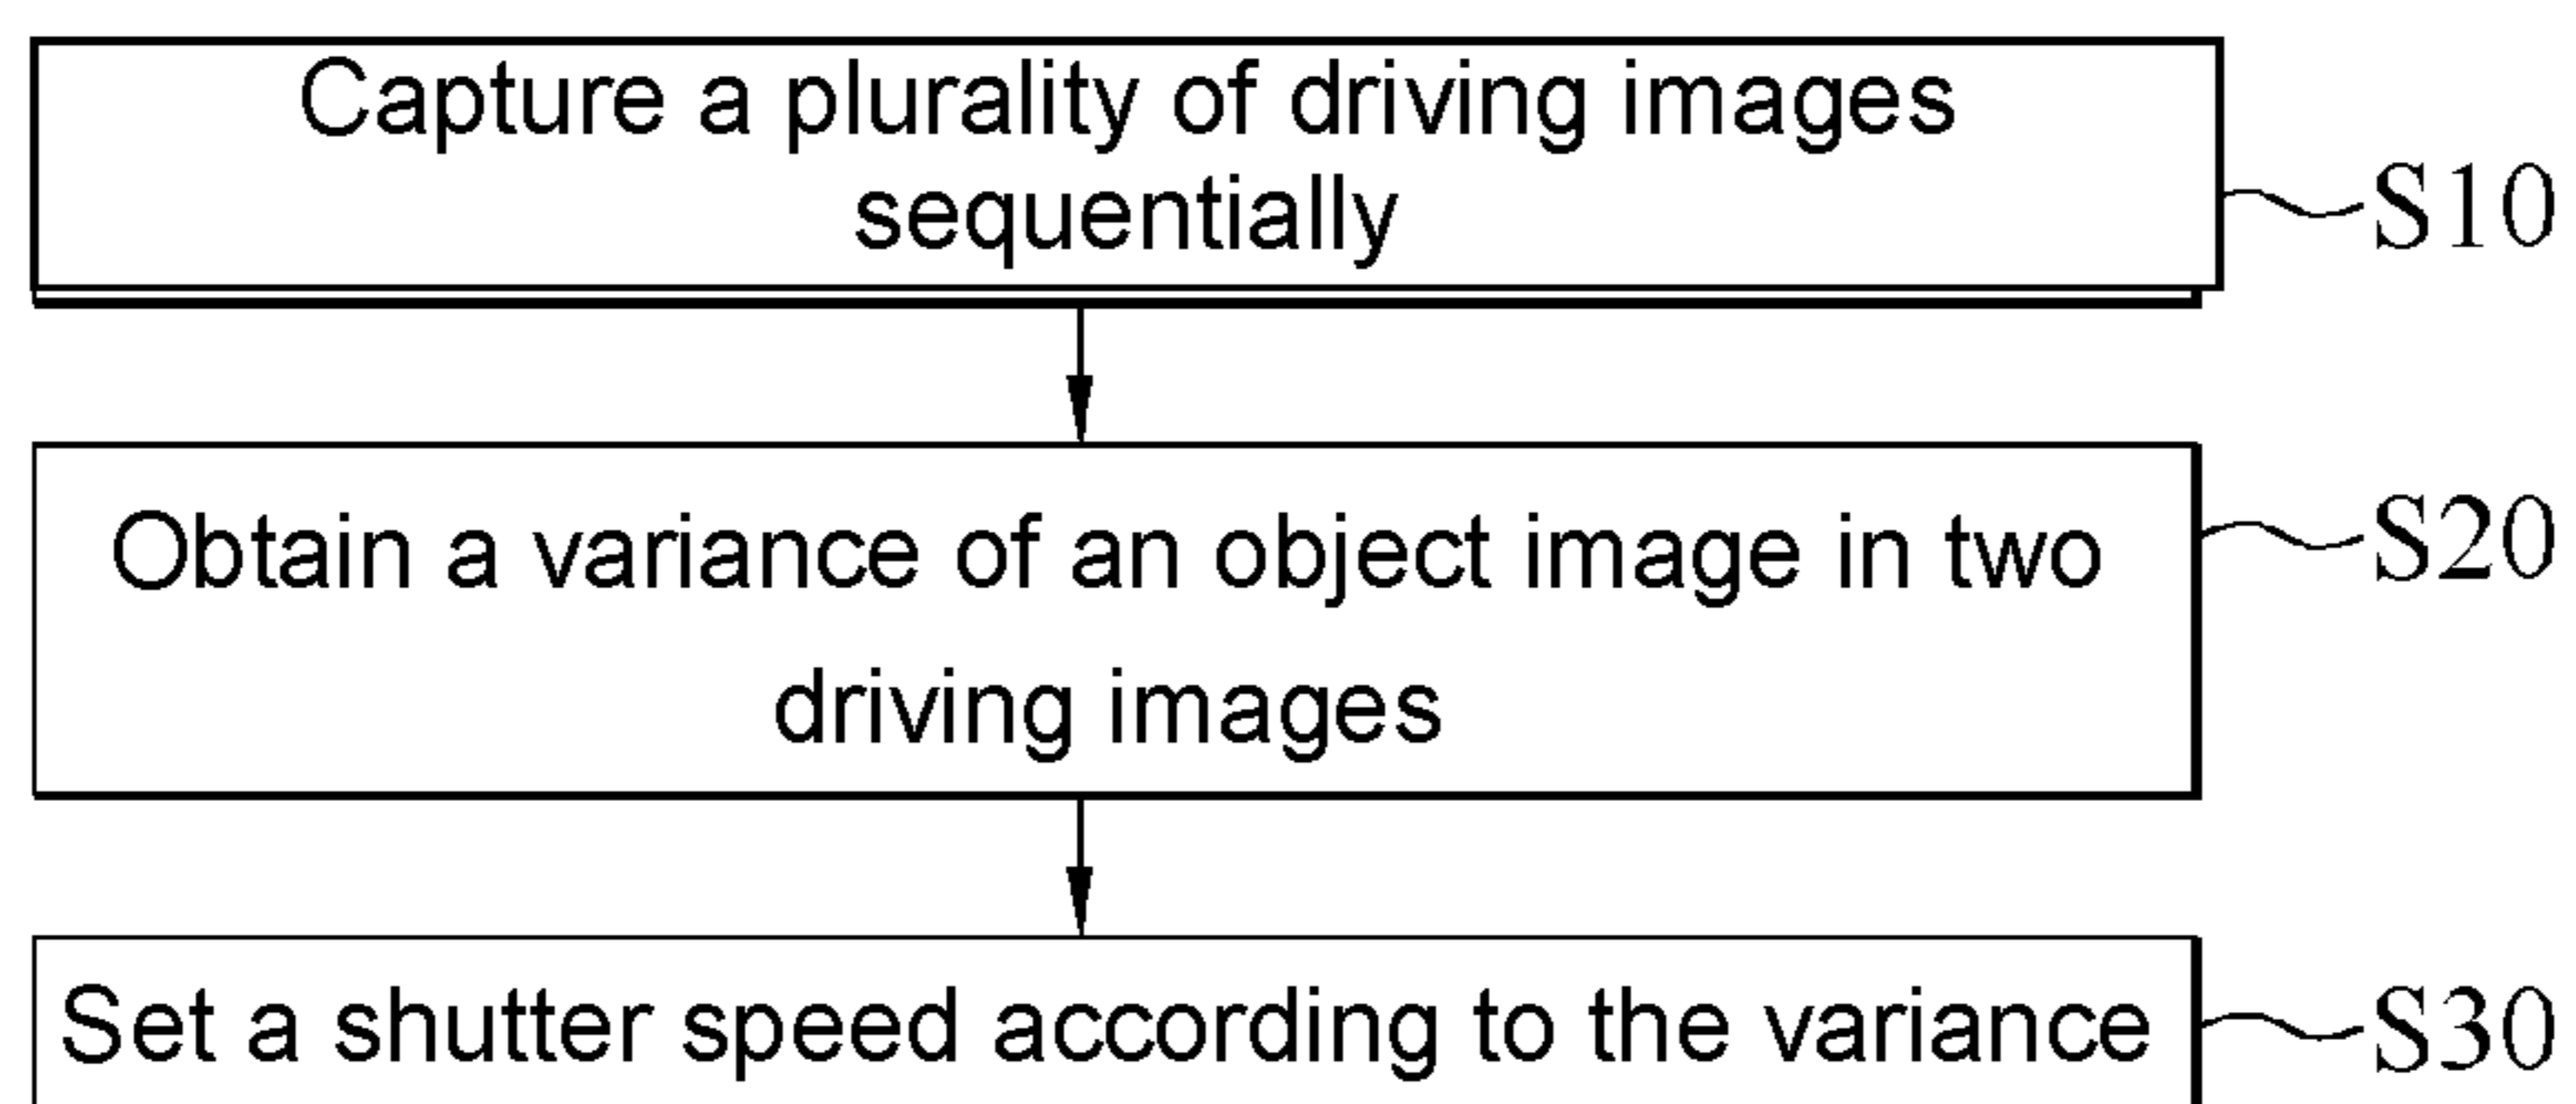 Capture a plurality of driving images
sequentially
S10
Obtain a variance of an object image in two
driving images
S20
Set a shutter speed according to the variance
S30